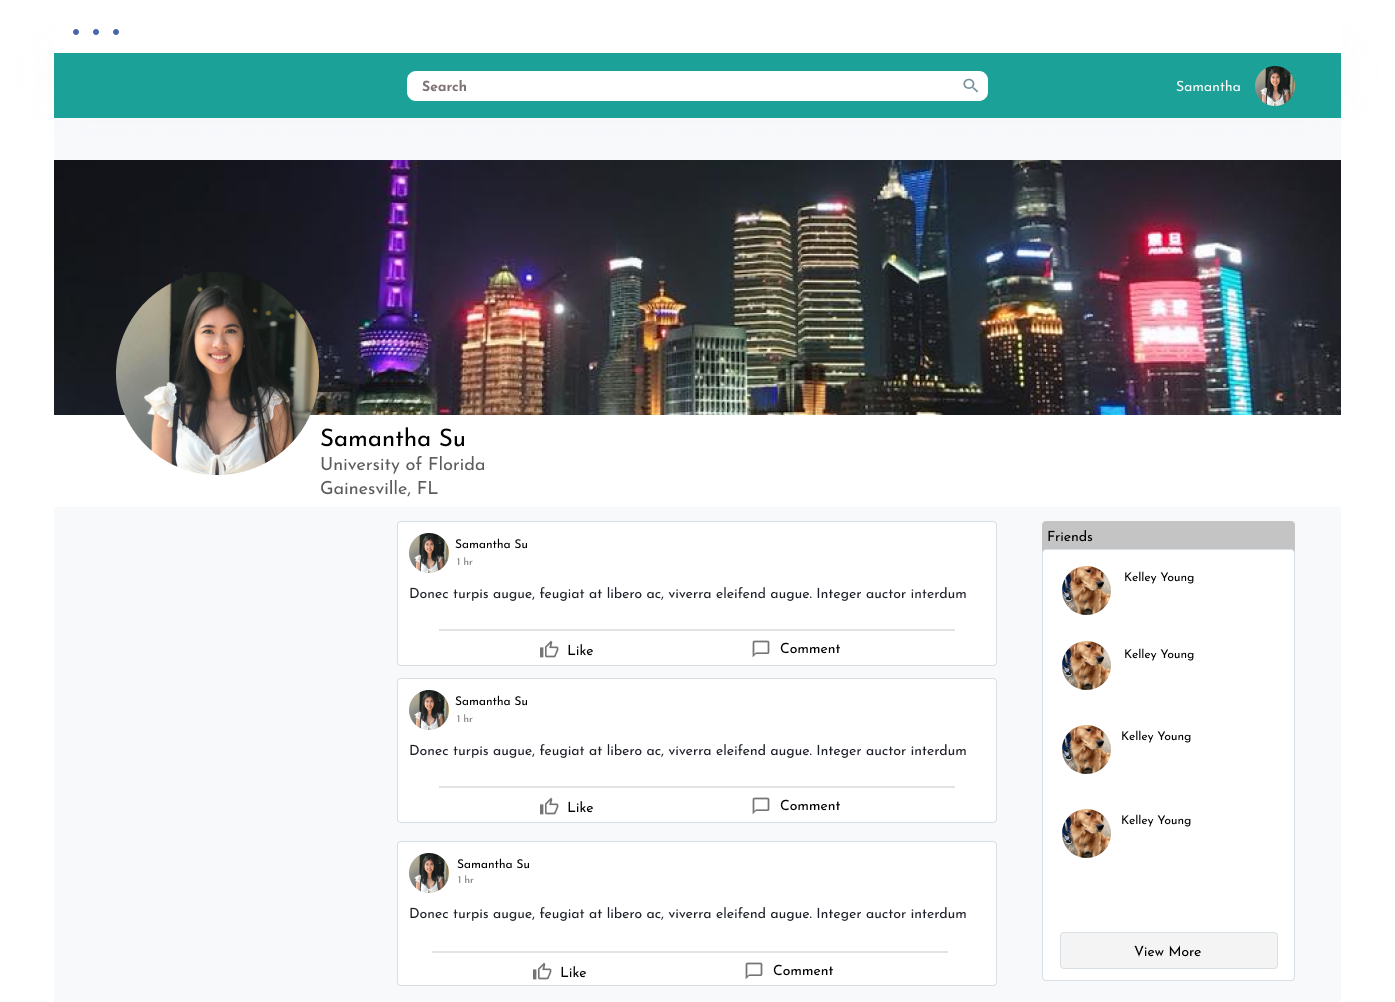 Search
Samantha
震旦
AURORA
Samantha Su
University of Florida
Gainesville, FL
Samantha Su
1 hr
Donec turpis augue, feugiat at libero ac, viverra eleifend augue. Integer auctor interdum
Like
Comment
Samantha Su
1 hr
Donec turpis augue, feugiat at libero ac, viverra eleifend augue. Integer auctor interdum
Like
Comment
Samantha Su
1 hr
Donec turpis augue, feugiat at libero ac, viverra eleifend augue. Integer auctor interdum
Like
Comment
Friends
Kelley Young
Kelley Young
Kelley Young
Kelley Young
View More